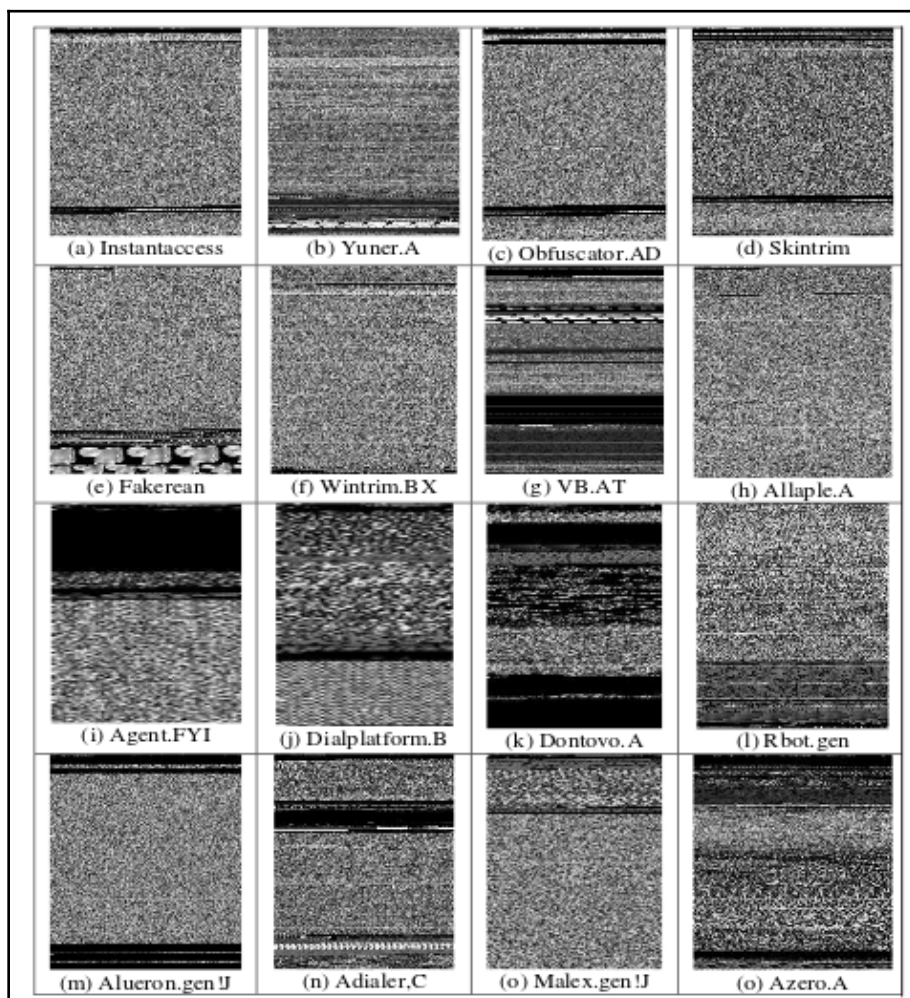 (a) Instantaccess
(b) Yuner.A
(c) Obfuscator.AD
(d) Skintrim
(e) Fakerean
(f) Wintrim.BX
(g) VB.AT
(h) Allaple.A
(i) Agent.FYI
(j) Dialplatform.B
(k) Dontovo.A
(l) Rbot.gen
(m) Alueron.gen!J
(n) Adialer,C
(o) Malex.gen!J
(o) Azero.A